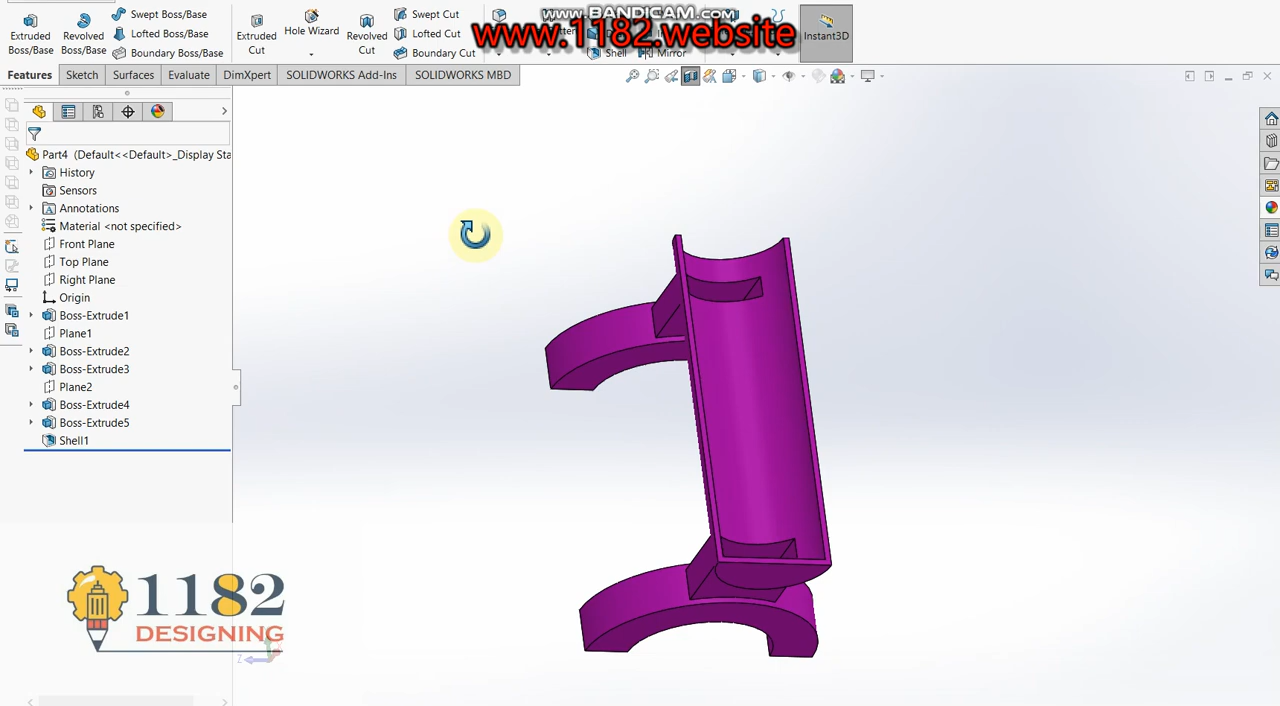 www.BANDICAM.com
www.1182.website
Extruded Boss/Base
Revolved Boss/Base
Swept Boss/Base
Lofted Boss/Base
Boundary Boss/Base
Extruded Cut
Hole Wizard
Revolved Cut
Swept Cut
Lofted Cut
Boundary Cut
Shell
Mirror
Instant3D
Features
Sketch
Surfaces
Evaluate
DimXpert
SOLIDWORKS Add-Ins
SOLIDWORKS MBD
Part4 (Default<<Default>_Display Sta
History
Sensors
Annotations
Material <not specified>
Front Plane
Top Plane
Right Plane
Origin
Boss-Extrude1
Plane1
Boss-Extrude2
Boss-Extrude3
Plane2
Boss-Extrude4
Boss-Extrude5
Shell1
1182
DESIGNING
Z